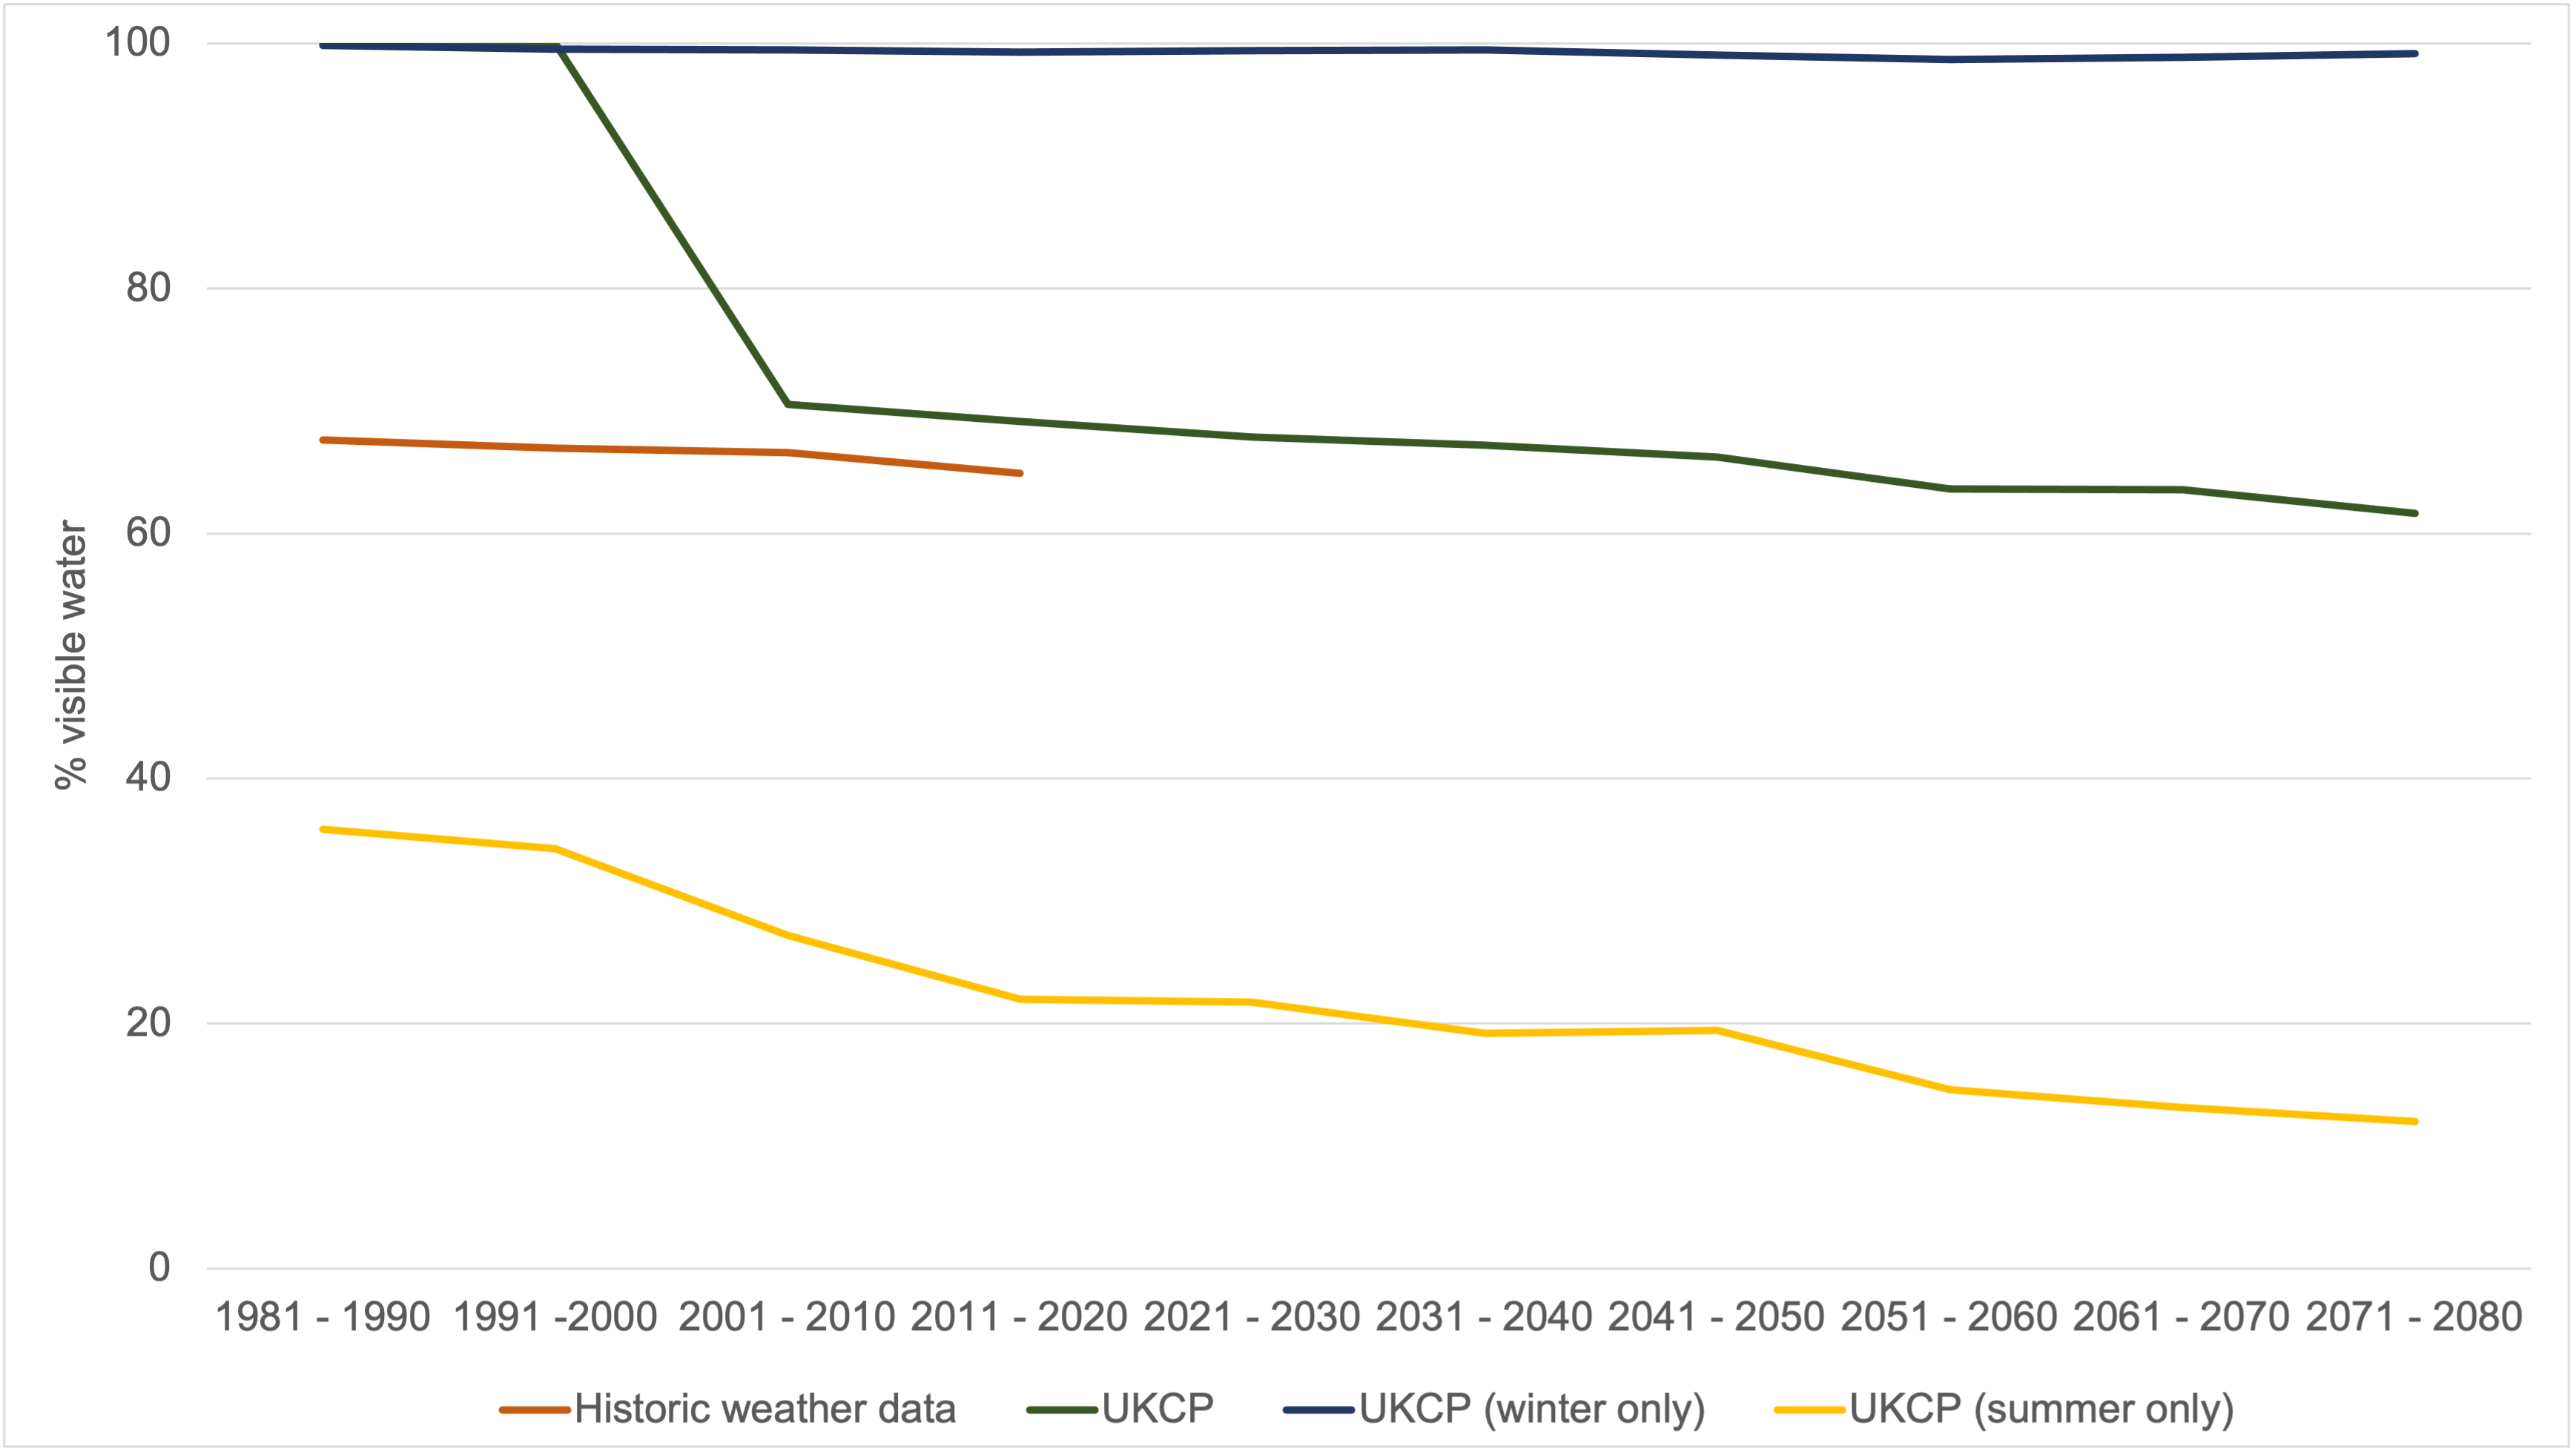 100
80
60
40
20
0
% visible water
1981 - 1990 1991 -2000 2001 - 2010 2011 - 2020 2021 - 2030 2031 - 2040 2041 - 2050 2051 - 2060 2061 - 2070 2071 - 2080
Historic weather data UKCP UKCP (winter only) UKCP (summer only)